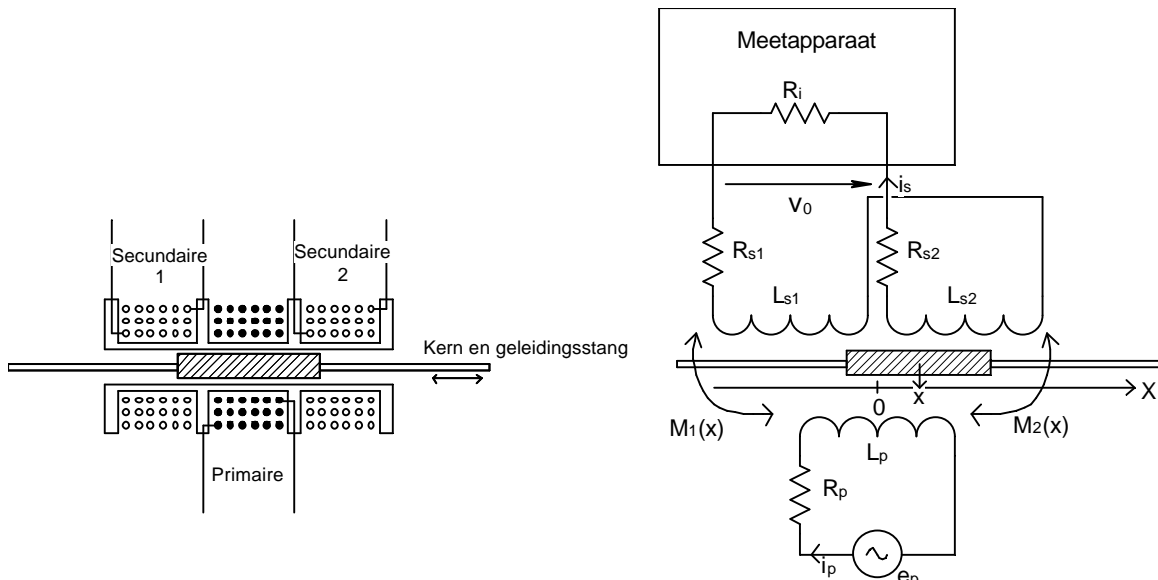 Secundaire
1
Secundaire
2
Kern en geleidingsstang
Primaire
Meetapparaat
Ri
is
v0
Rs1
Rs2
Ls1
Ls2
X
x
0
M1(x)
M2(x)
Lp
Rp
ip
ep